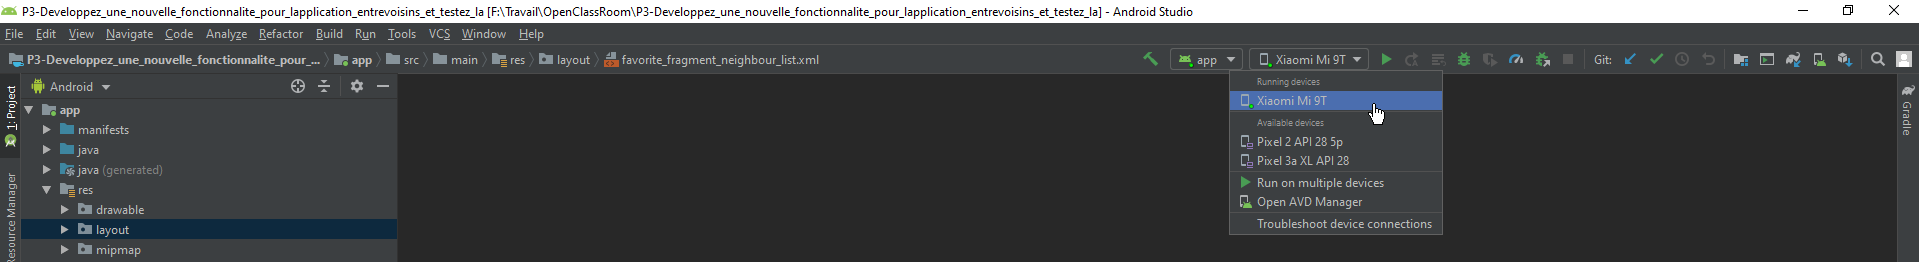 P3-Developpez_une_nouvelle_fonctionnalite_pour_lapplication_entrevoisins_et_testez_la [F:\Travail\OpenClassRoom\P3-Developpez_une_nouvelle_fonctionnalite_pour_lapplication_entrevoisins_et_testez_la] - Android Studio
File Edit View Navigate Code Analyze Refactor Build Run Tools VCS Window Help
P3-Developpez_une_nouvelle_fonctionnalite_pour_... app src main res layout favorite_fragment_neighbour_list.xml app Xiaomi Mi 9T Git:
Android
1: Project
Resource Manager
app
manifests
java
java (generated)
res
drawable
layout
mipmap
Running devices
Xiaomi Mi 9T
Available devices
Pixel 2 API 28 5p
Pixel 3a XL API 28
Run on multiple devices
Open AVD Manager
Troubleshoot device connections
Gradle